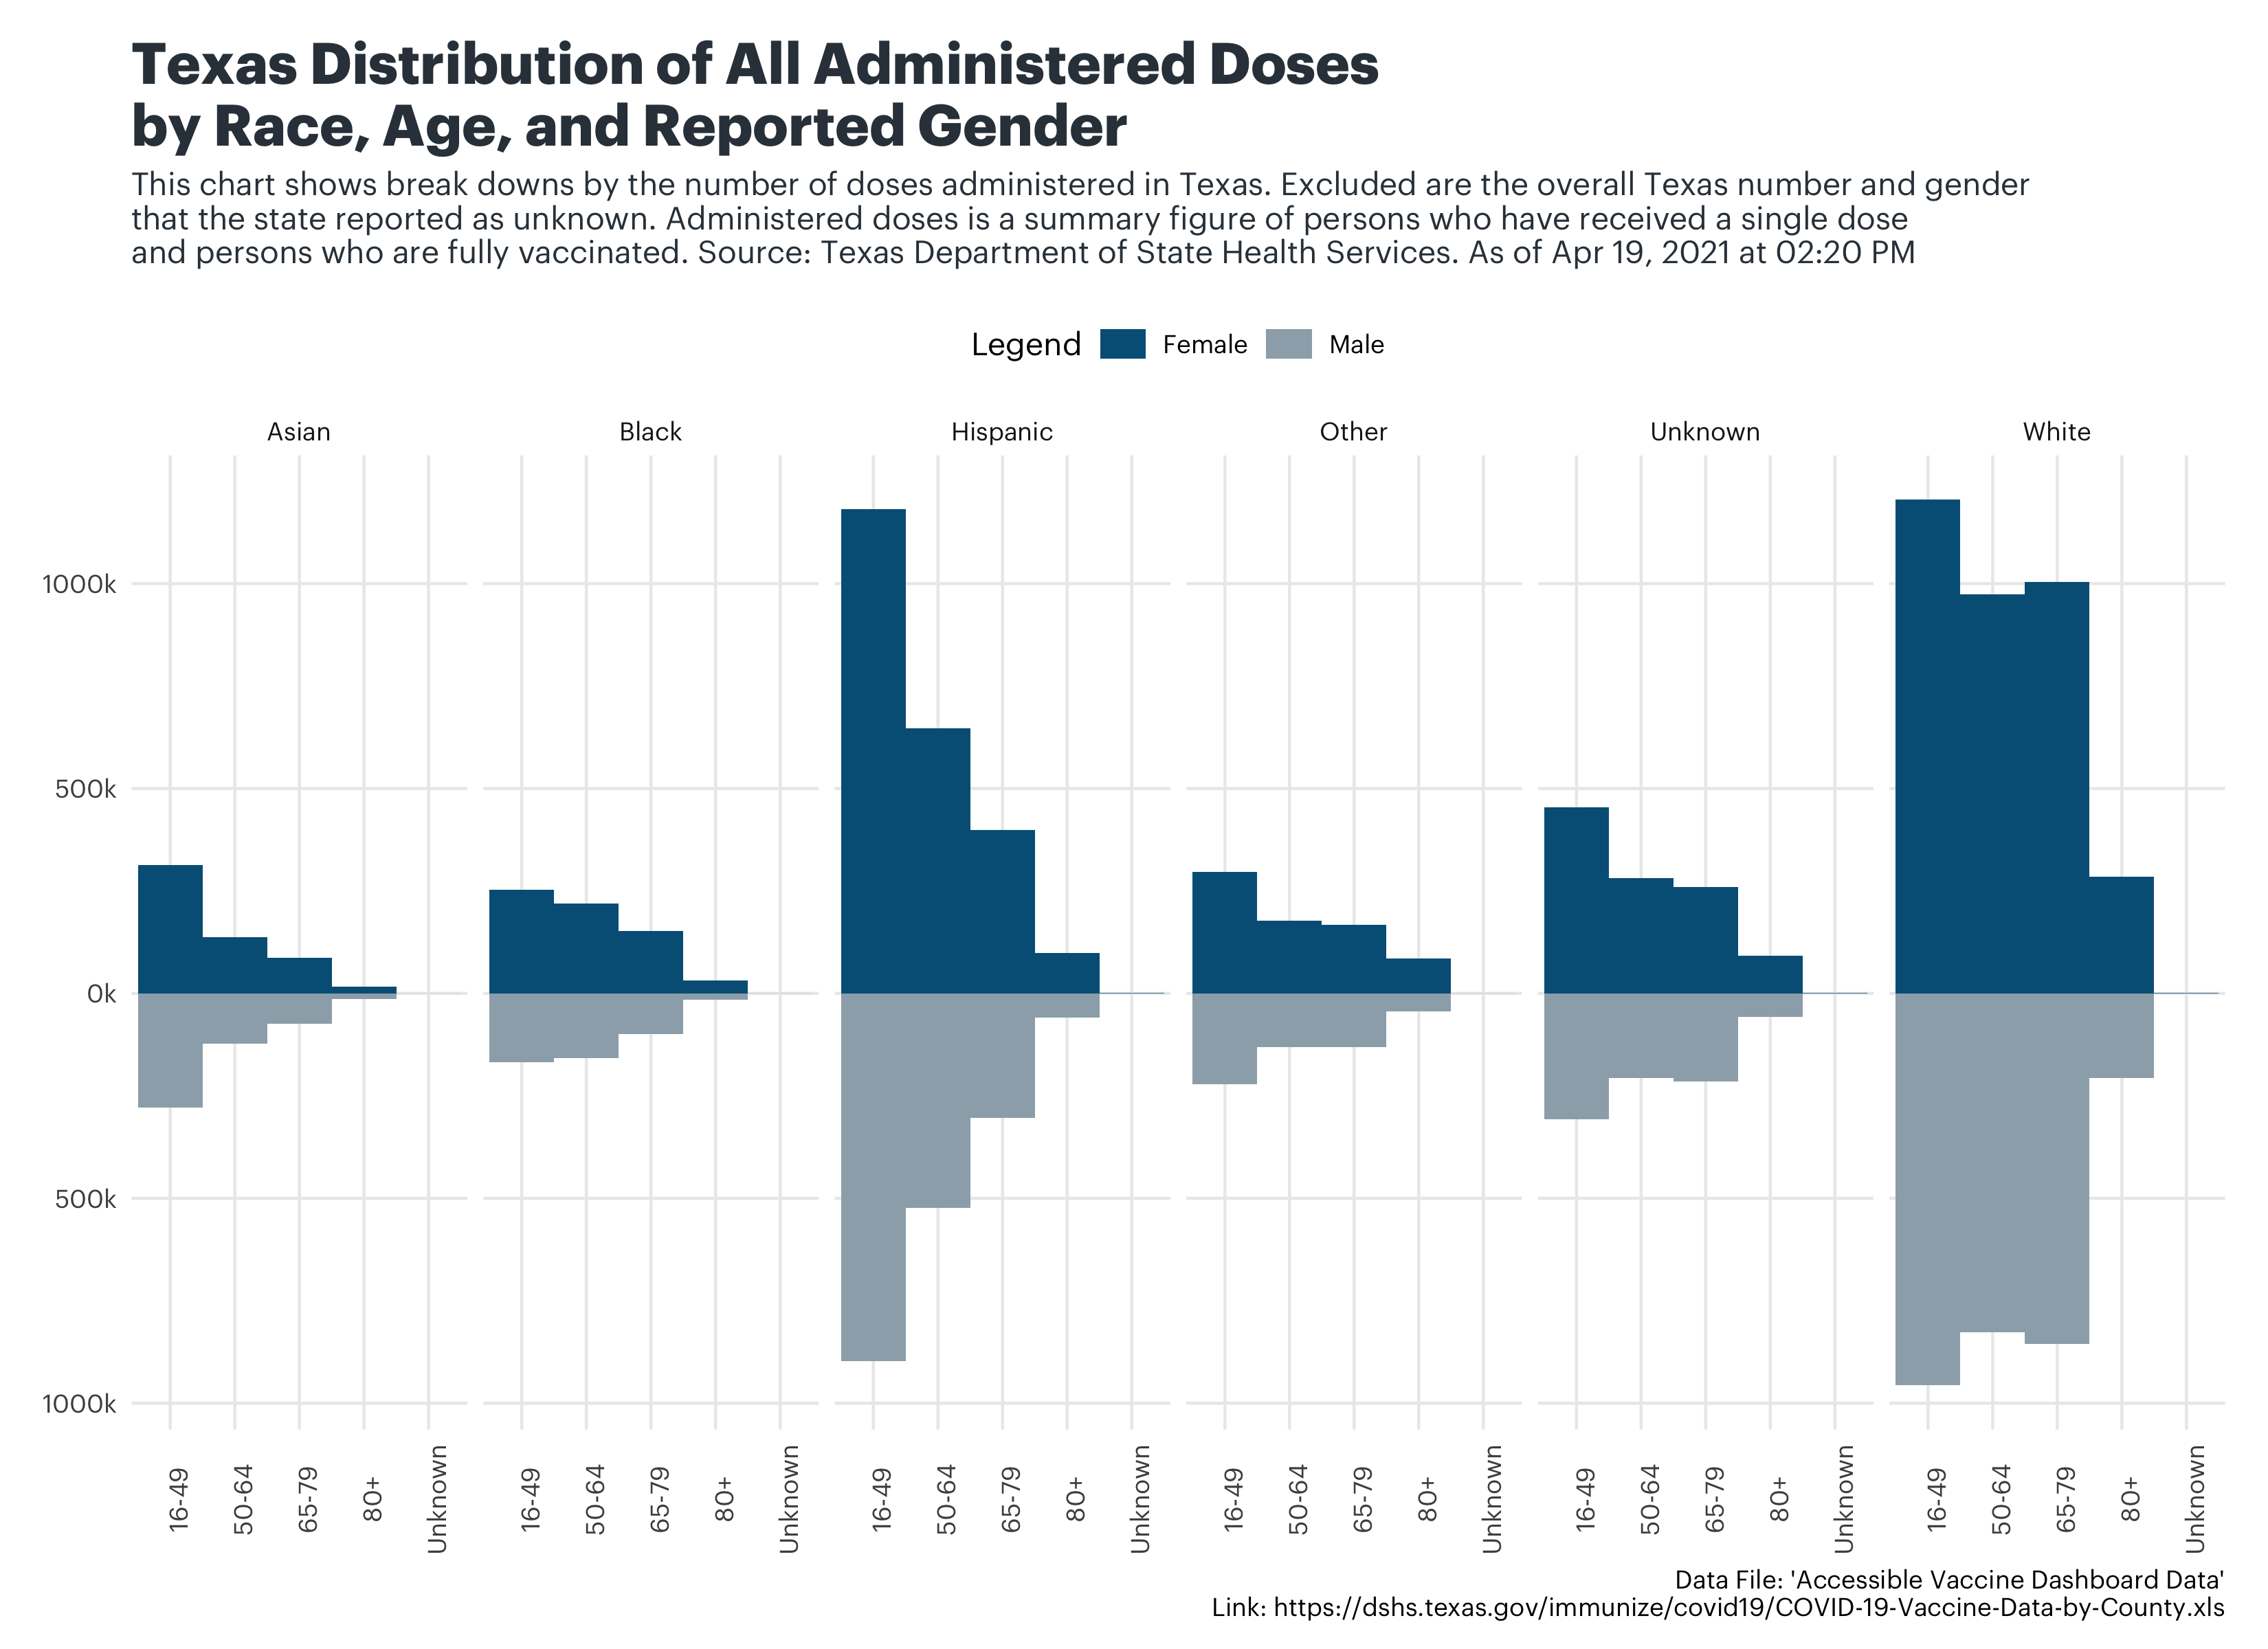 Texas Distribution of All Administered Doses
by Race, Age, and Reported Gender
This chart shows break downs by the number of doses administered in Texas. Excluded are the overall Texas number and gender
that the state reported as unknown. Administered doses is a summary figure of persons who have received a single dose
and persons who are fully vaccinated. Source: Texas Department of State Health Services. As of Apr 19, 2021 at 02:20 PM
Legend Female Male
Asian Black Hispanic Other Unknown White
1000k
500k
0k
500k
1000k
16-49 50-64 65-79 80+ Unknown 16-49 50-64 65-79 80+ Unknown 16-49 50-64 65-79 80+ Unknown 16-49 50-64 65-79 80+ Unknown 16-49 50-64 65-79 80+ Unknown 16-49 50-64 65-79 80+ Unknown
Data File: 'Accessible Vaccine Dashboard Data'
Link: https://dshs.texas.gov/immunize/covid19/COVID-19-Vaccine-Data-by-County.xls